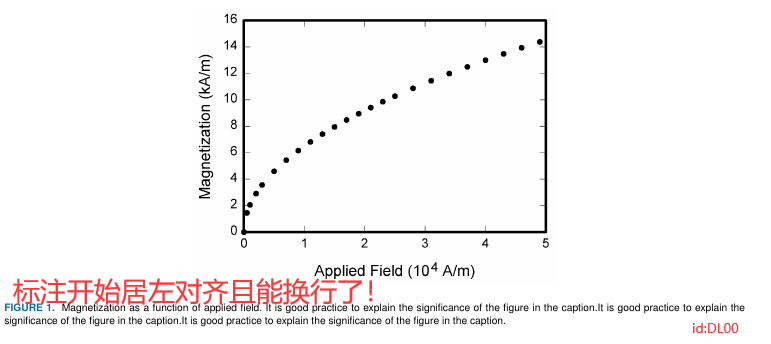 16
14
12
10
8
6
4
2
0
Magnetization (kA/m)
0 1 2 3 4 5
Applied Field (10⁴ A/m)
标注开始居左对齐且能换行了!
FIGURE 1. Magnetization as a function of applied field. It is good practice to explain the significance of the figure in the caption.It is good practice to explain the
significance of the figure in the caption.It is good practice to explain the significance of the figure in the caption.
id:DL00